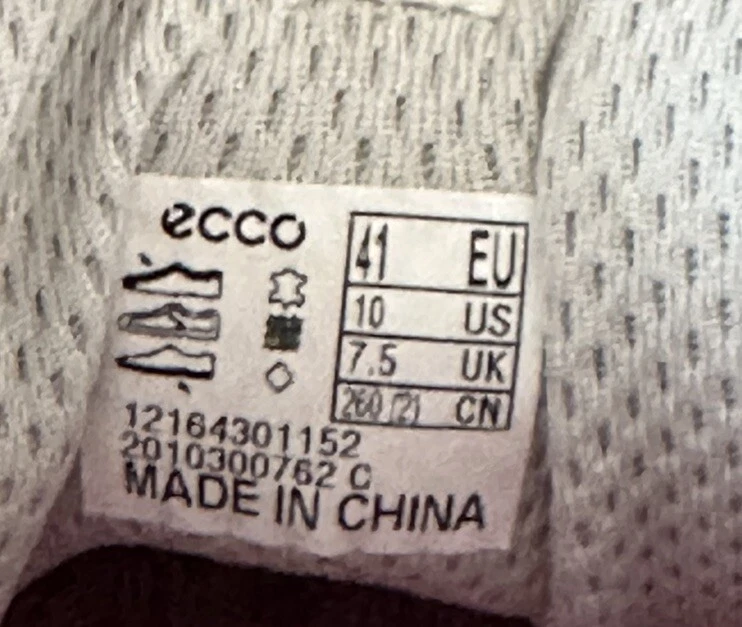 ecco
41 EU
10 US
7.5 UK
260 (2) CN
12164301152
2010300762 C
MADE IN CHINA